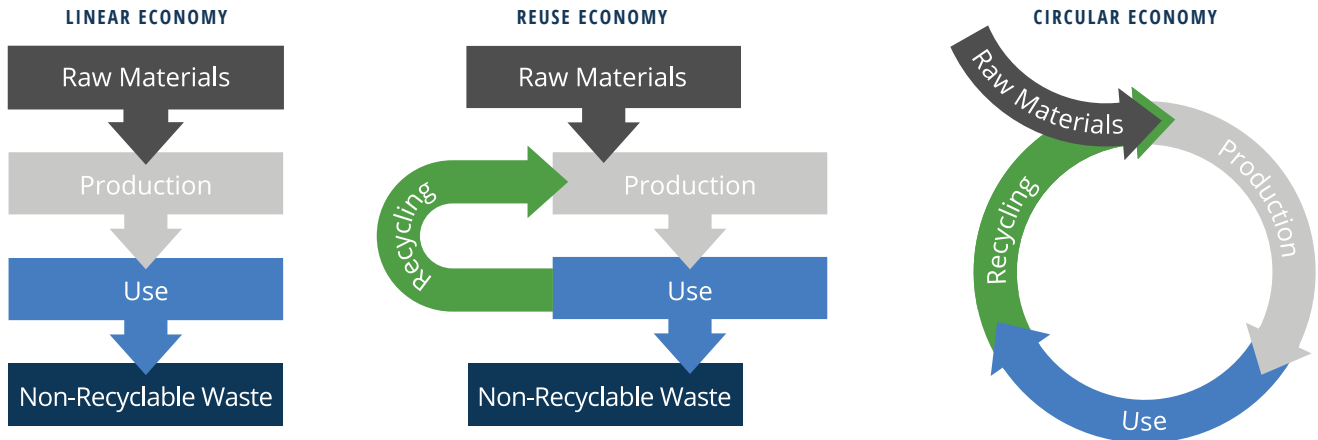 LINEAR ECONOMY
Raw Materials
Production
Use
Non-Recyclable Waste
REUSE ECONOMY
Raw Materials
Production
Recycling
Use
Non-Recyclable Waste
CIRCULAR ECONOMY
Raw Materials
Production
Use
Recycling